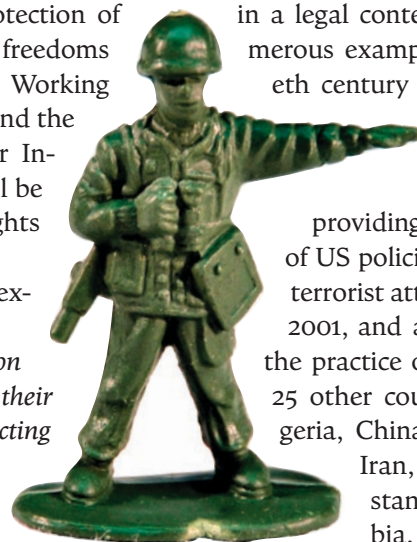 otection of
freedoms
Working
nd the
r In-
l be
ghts
ex-
on
their
cting
in a legal conte
merous examp
eth century
providing
of US polici
terrorist att
2001, and a
the practice o
25 other cou
geria, China
Iran,
stan
bia,